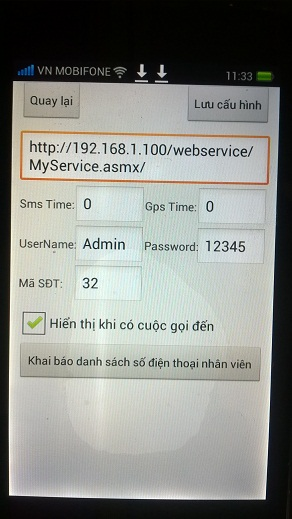 VN MOBIFONE 11:33
Quay lại Lưu cấu hình
http://192.168.1.100/webservice/
MyService.asmx/
Sms Time: 0 Gps Time: 0
UserName: Admin Password: 12345
Mã SĐT: 32
Hiển thị khi có cuộc gọi đến
Khai báo danh sách số điện thoại nhân viên